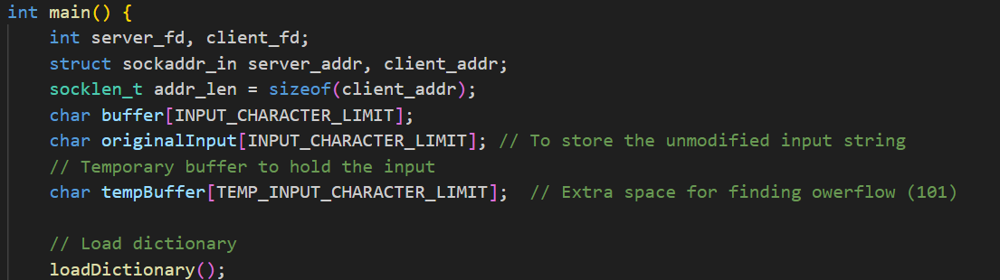 int main() {
    int server_fd, client_fd;
    struct sockaddr_in server_addr, client_addr;
    socklen_t addr_len = sizeof(client_addr);
    char buffer[INPUT_CHARACTER_LIMIT];
    char originalInput[INPUT_CHARACTER_LIMIT]; // To store the unmodified input string
    // Temporary buffer to hold the input
    char tempBuffer[TEMP_INPUT_CHARACTER_LIMIT];  // Extra space for finding owerflow (101)
    // Load dictionary
    loadDictionary();